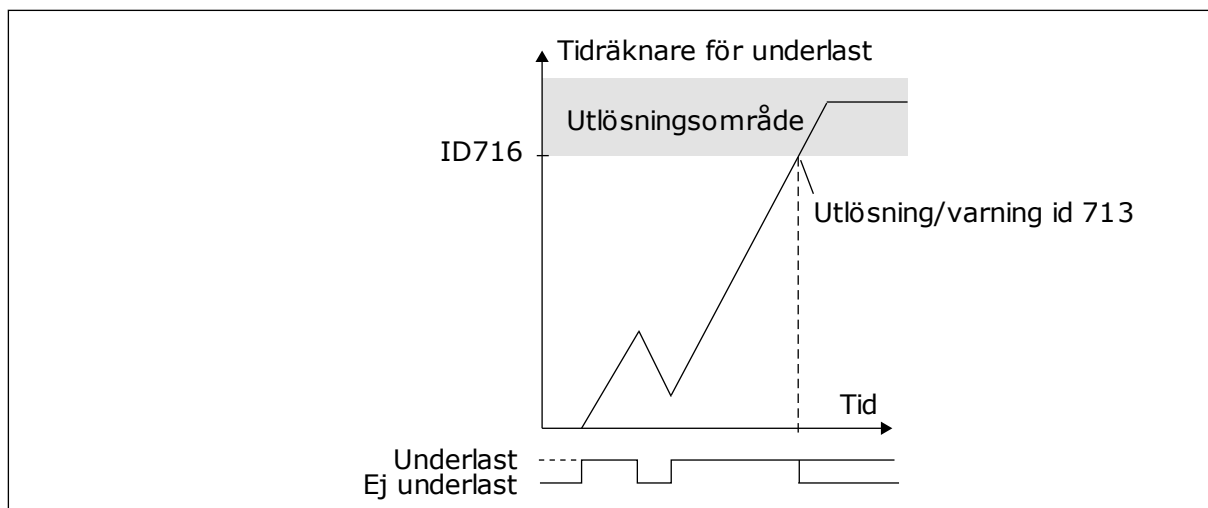 Tidräknare för underlast
Utlösningsområde
ID716
Utlösning/varning id 713
Tid
Underlast
Ej underlast